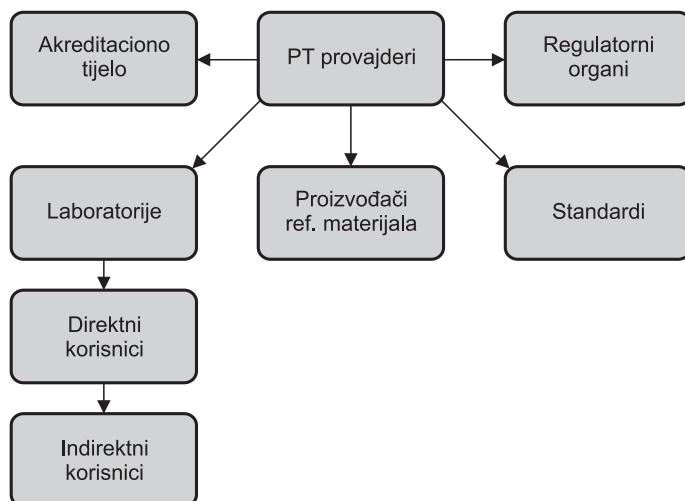 Akreditaciono
tijelo
PT provajderi
Regulatorni
organi
Laboratorije
Proizvođači
ref. materijala
Standardi
Direktni
korisnici
Indirektni
korisnici